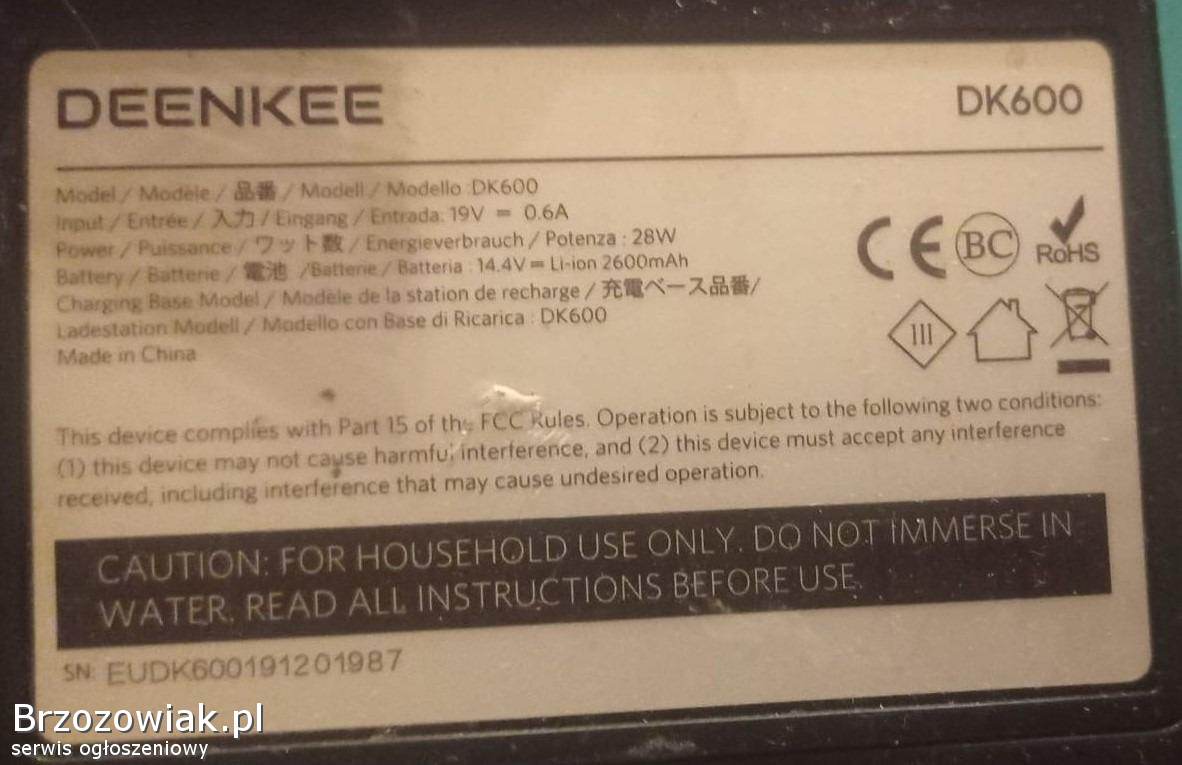 DEENKEE
DK600
Model / Modèle / 品番 / Modell / Modello :DK600
Input / Entrée / 入力 / Eingang / Entrada: 19V ⎓ 0.6A
Power / Puissance / ワット数 / Energieverbrauch / Potenza : 28W
Battery / Batterie / 電池 /Batterie / Batteria : 14.4V ⎓ Li-ion 2600mAh
Charging Base Model / Modèle de la station de recharge / 充電ベース品番/
Ladestation Modell / Modello con Base di Ricarica : DK600
Made in China
CE BC RoHS
III
This device complies with Part 15 of the FCC Rules. Operation is subject to the following two conditions:
(1) this device may not cause harmful interference, and (2) this device must accept any interference
received, including interference that may cause undesired operation.
CAUTION: FOR HOUSEHOLD USE ONLY. DO NOT IMMERSE IN
WATER. READ ALL INSTRUCTIONS BEFORE USE.
SN: EUDK600191201987
Brzozowiak.pl
serwis ogłoszeniowy